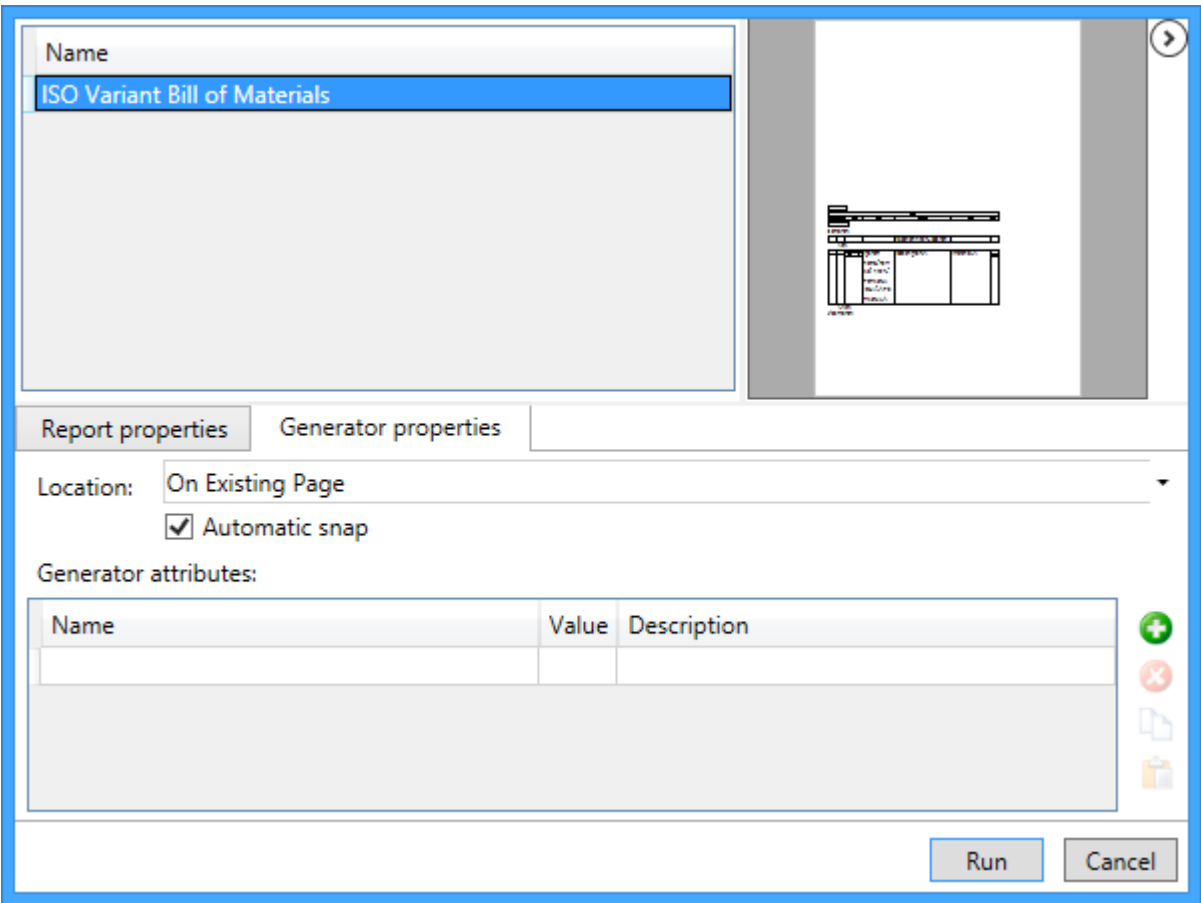 Name
ISO Variant Bill of Materials
Report properties
Generator properties
Location: On Existing Page
Automatic snap
Generator attributes:
Name Value Description
Run Cancel